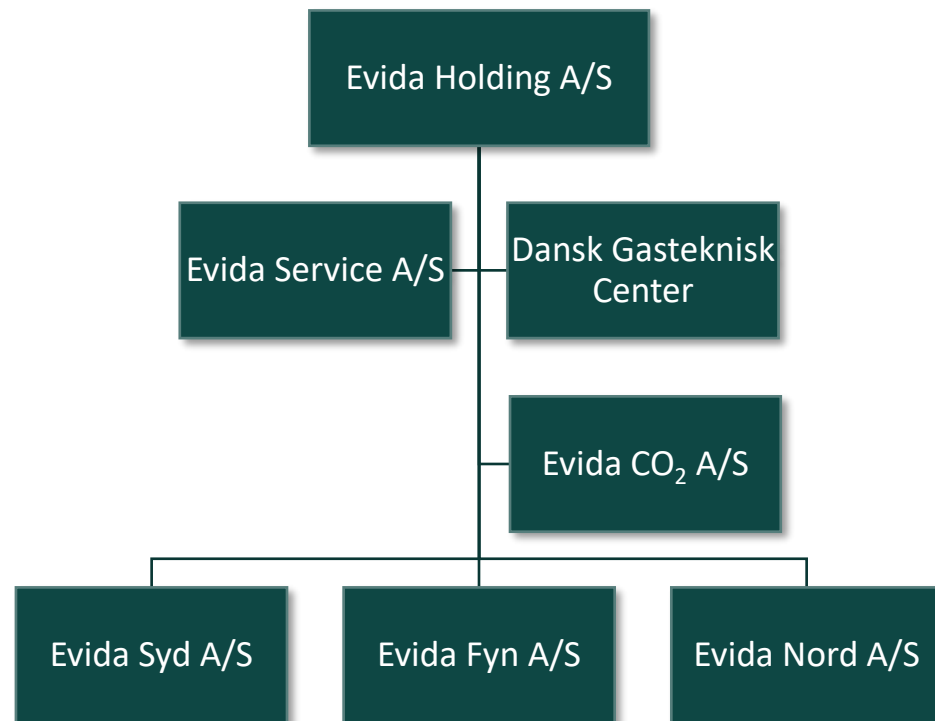 Evida Holding A/S
Evida Service A/S
Dansk Gasteknisk
Center
Evida CO₂ A/S
Evida Syd A/S
Evida Fyn A/S
Evida Nord A/S